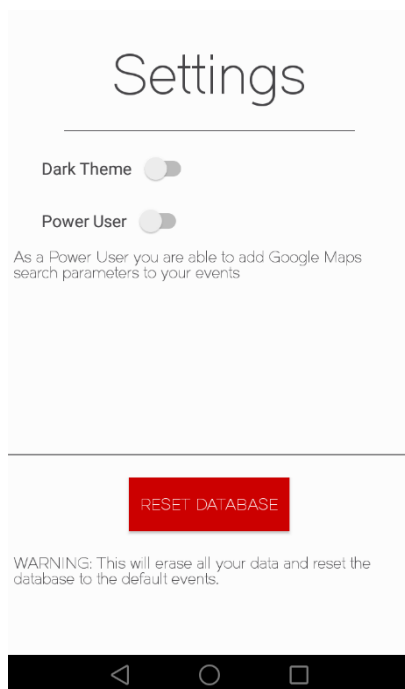 Settings
Dark Theme
Power User
As a Power User you are able to add Google Maps
search parameters to your events
RESET DATABASE
WARNING: This will erase all your data and reset the
database to the default events.